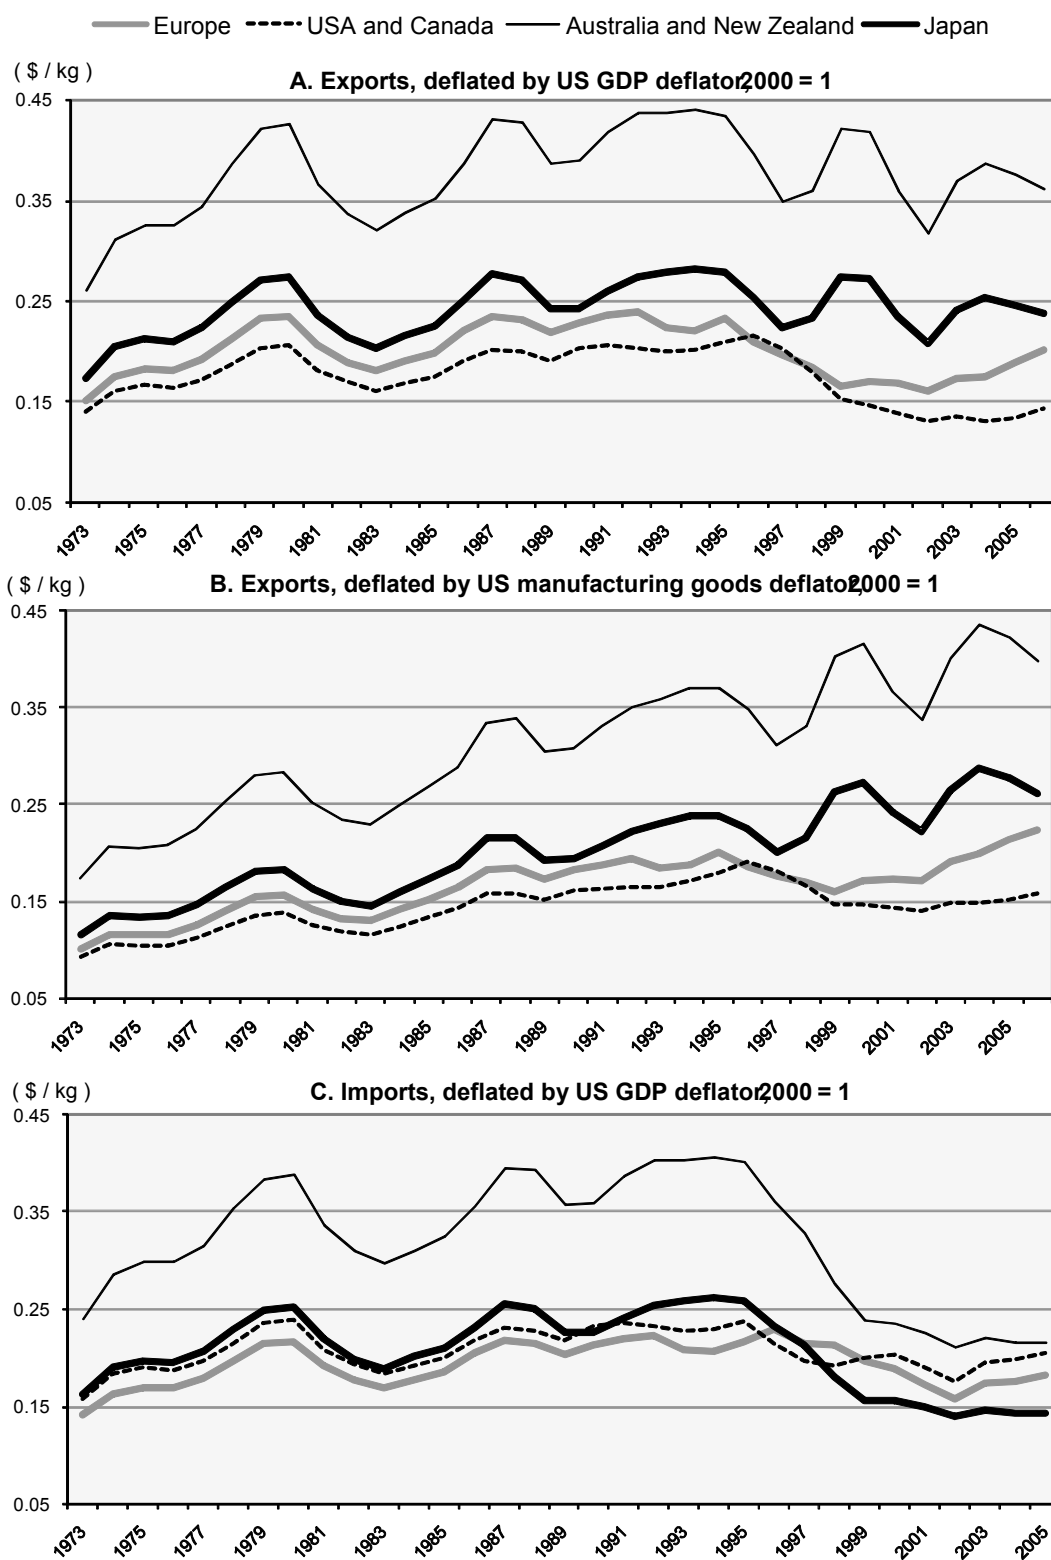 Europe USA and Canada Australia and New Zealand Japan
( $ / kg )
A. Exports, deflated by US GDP deflator, 2000 = 1
0.45
0.35
0.25
0.15
0.05
1973 1975 1977 1979 1981 1983 1985 1987 1989 1991 1993 1995 1997 1999 2001 2003 2005
( $ / kg )
B. Exports, deflated by US manufacturing goods deflator, 2000 = 1
0.45
0.35
0.25
0.15
0.05
1973 1975 1977 1979 1981 1983 1985 1987 1989 1991 1993 1995 1997 1999 2001 2003 2005
( $ / kg )
C. Imports, deflated by US GDP deflator, 2000 = 1
0.45
0.35
0.25
0.15
0.05
1973 1975 1977 1979 1981 1983 1985 1987 1989 1991 1993 1995 1997 1999 2001 2003 2005